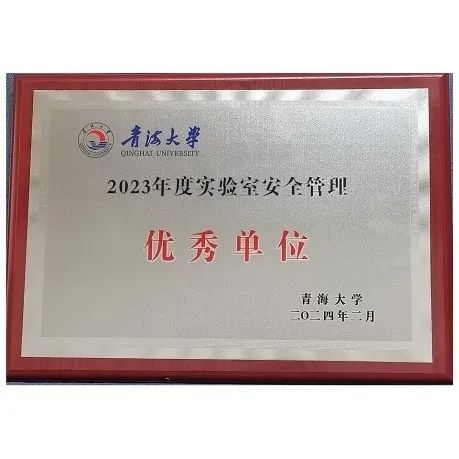 青海大学
QINGHAI UNIVERSITY
2023年度实验室安全管理
优秀单位
青海大学
二〇二四年二月